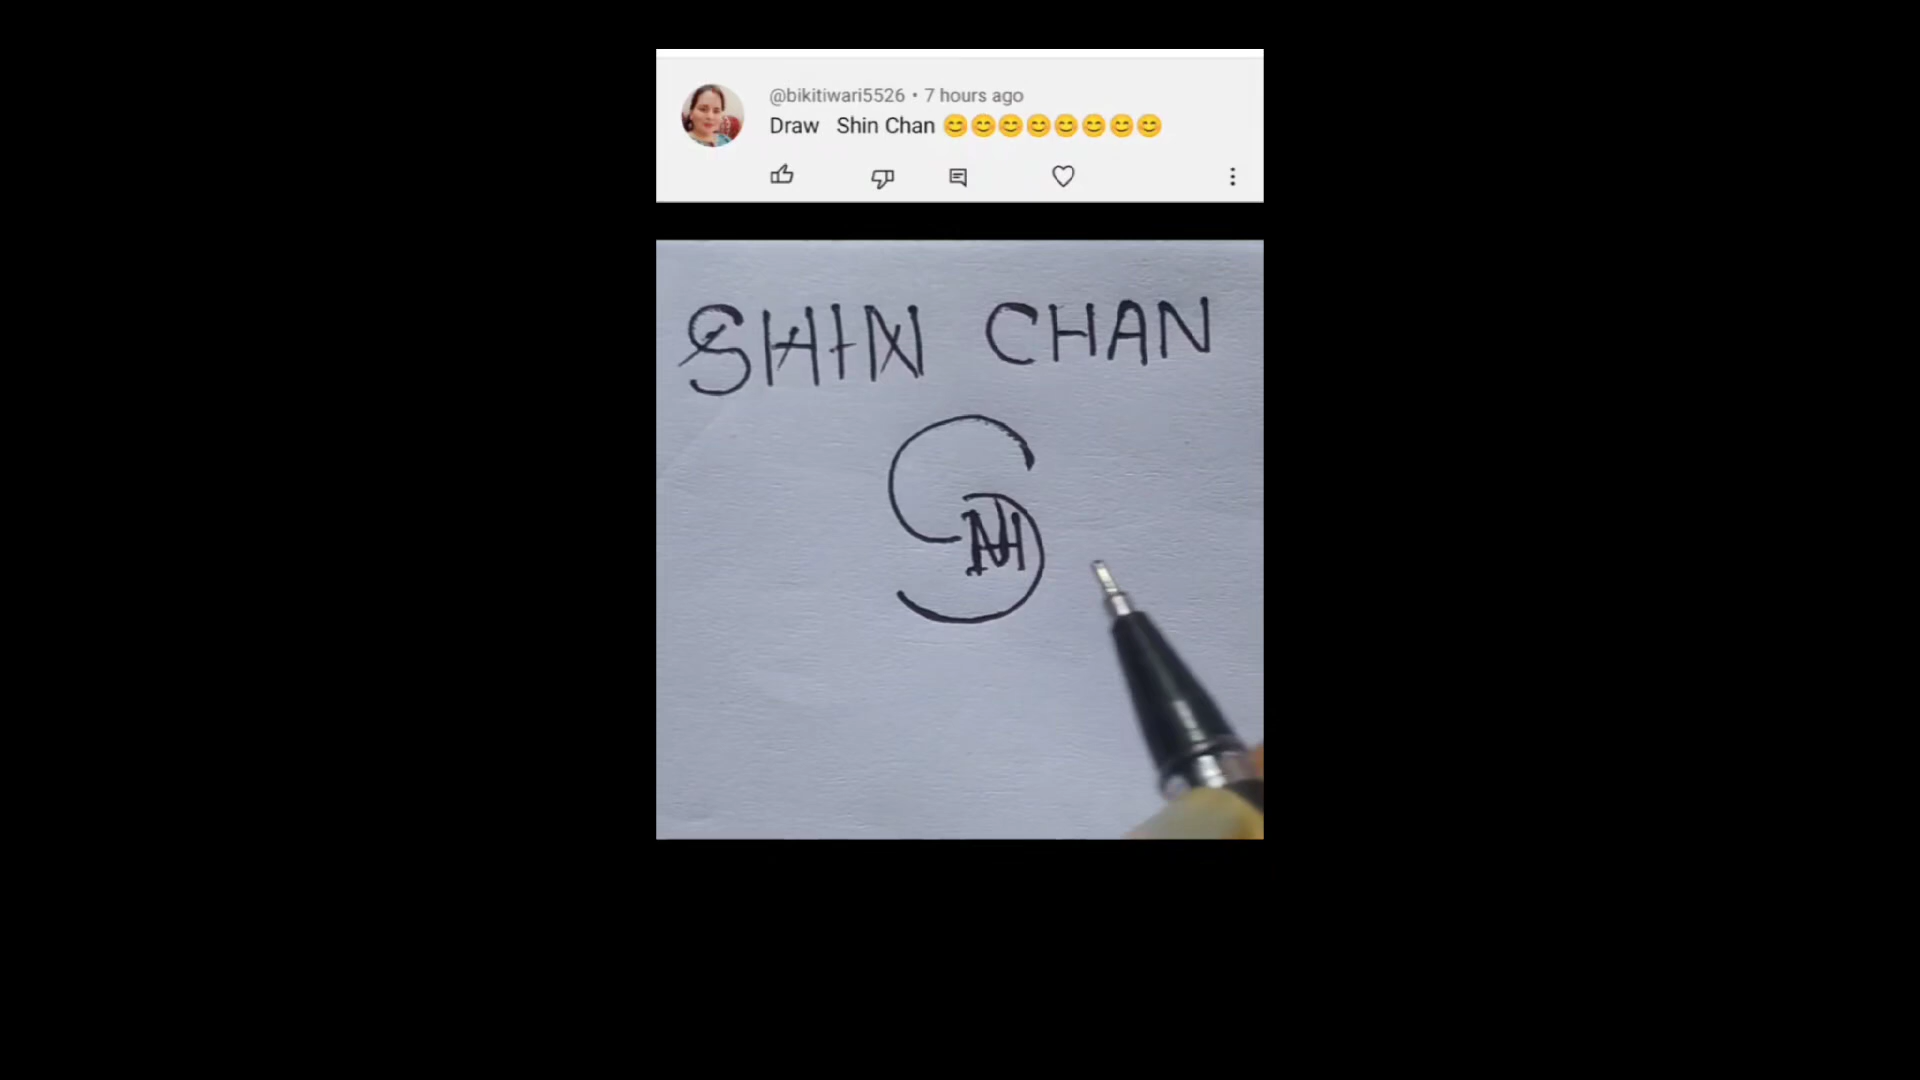 @bikitiwari5526 • 7 hours ago
Draw Shin Chan 😊😊😊😊😊😊😊😊
SHIN CHAN